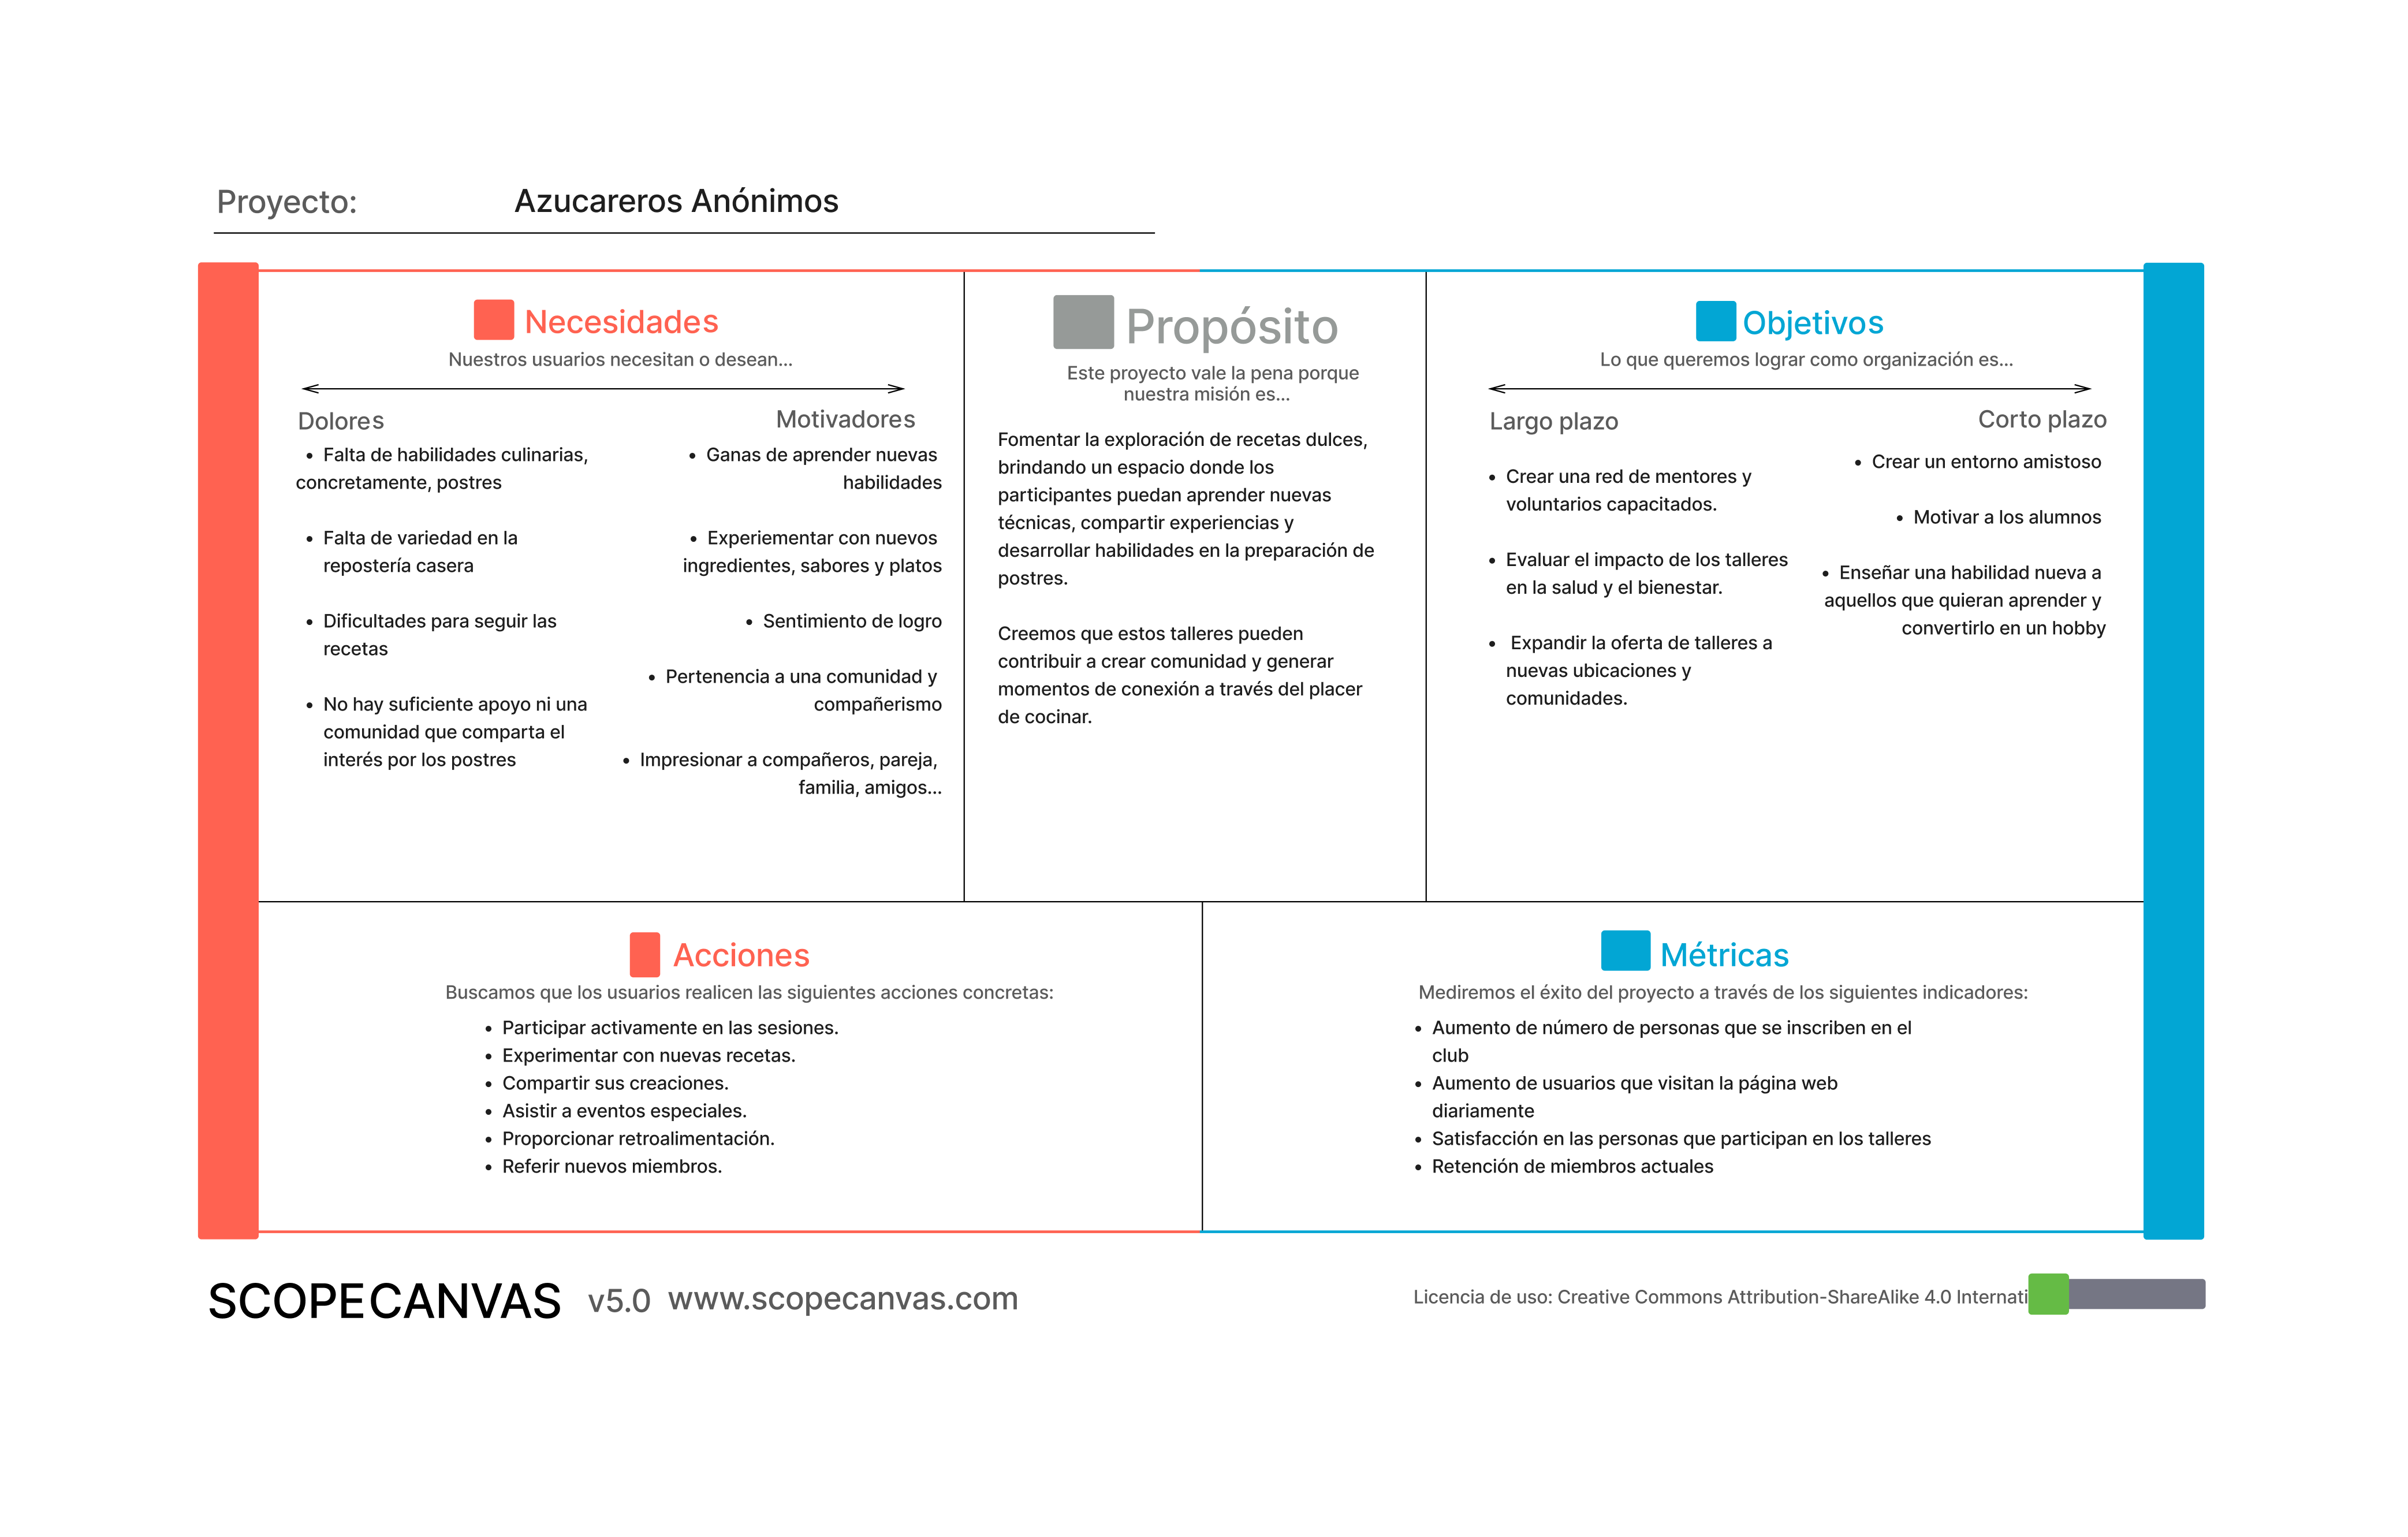 Proyecto: Azucareros Anónimos
Necesidades
Nuestros usuarios necesitan o desean...
Dolores
• Falta de habilidades culinarias,
concretamente, postres
• Falta de variedad en la
repostería casera
• Dificultades para seguir las
recetas
• No hay suficiente apoyo ni una
comunidad que comparta el
interés por los postres
Motivadores
• Ganas de aprender nuevas
habilidades
• Experiementar con nuevos
ingredientes, sabores y platos
• Sentimiento de logro
• Pertenencia a una comunidad y
compañerismo
• Impresionar a compañeros, pareja,
familia, amigos...
Propósito
Este proyecto vale la pena porque
nuestra misión es...
Fomentar la exploración de recetas dulces,
brindando un espacio donde los
participantes puedan aprender nuevas
técnicas, compartir experiencias y
desarrollar habilidades en la preparación de
postres.
Creemos que estos talleres pueden
contribuir a crear comunidad y generar
momentos de conexión a través del placer
de cocinar.
Objetivos
Lo que queremos lograr como organización es...
Largo plazo
• Crear una red de mentores y
voluntarios capacitados.
• Evaluar el impacto de los talleres
en la salud y el bienestar.
• Expandir la oferta de talleres a
nuevas ubicaciones y
comunidades.
Corto plazo
• Crear un entorno amistoso
• Motivar a los alumnos
• Enseñar una habilidad nueva a
aquellos que quieran aprender y
convertirlo en un hobby
Acciones
Buscamos que los usuarios realicen las siguientes acciones concretas:
• Participar activamente en las sesiones.
• Experimentar con nuevas recetas.
• Compartir sus creaciones.
• Asistir a eventos especiales.
• Proporcionar retroalimentación.
• Referir nuevos miembros.
Métricas
Mediremos el éxito del proyecto a través de los siguientes indicadores:
• Aumento de número de personas que se inscriben en el
club
• Aumento de usuarios que visitan la página web
diariamente
• Satisfacción en las personas que participan en los talleres
• Retención de miembros actuales
SCOPECANVAS v5.0 www.scopecanvas.com
Licencia de uso: Creative Commons Attribution-ShareAlike 4.0 Internati